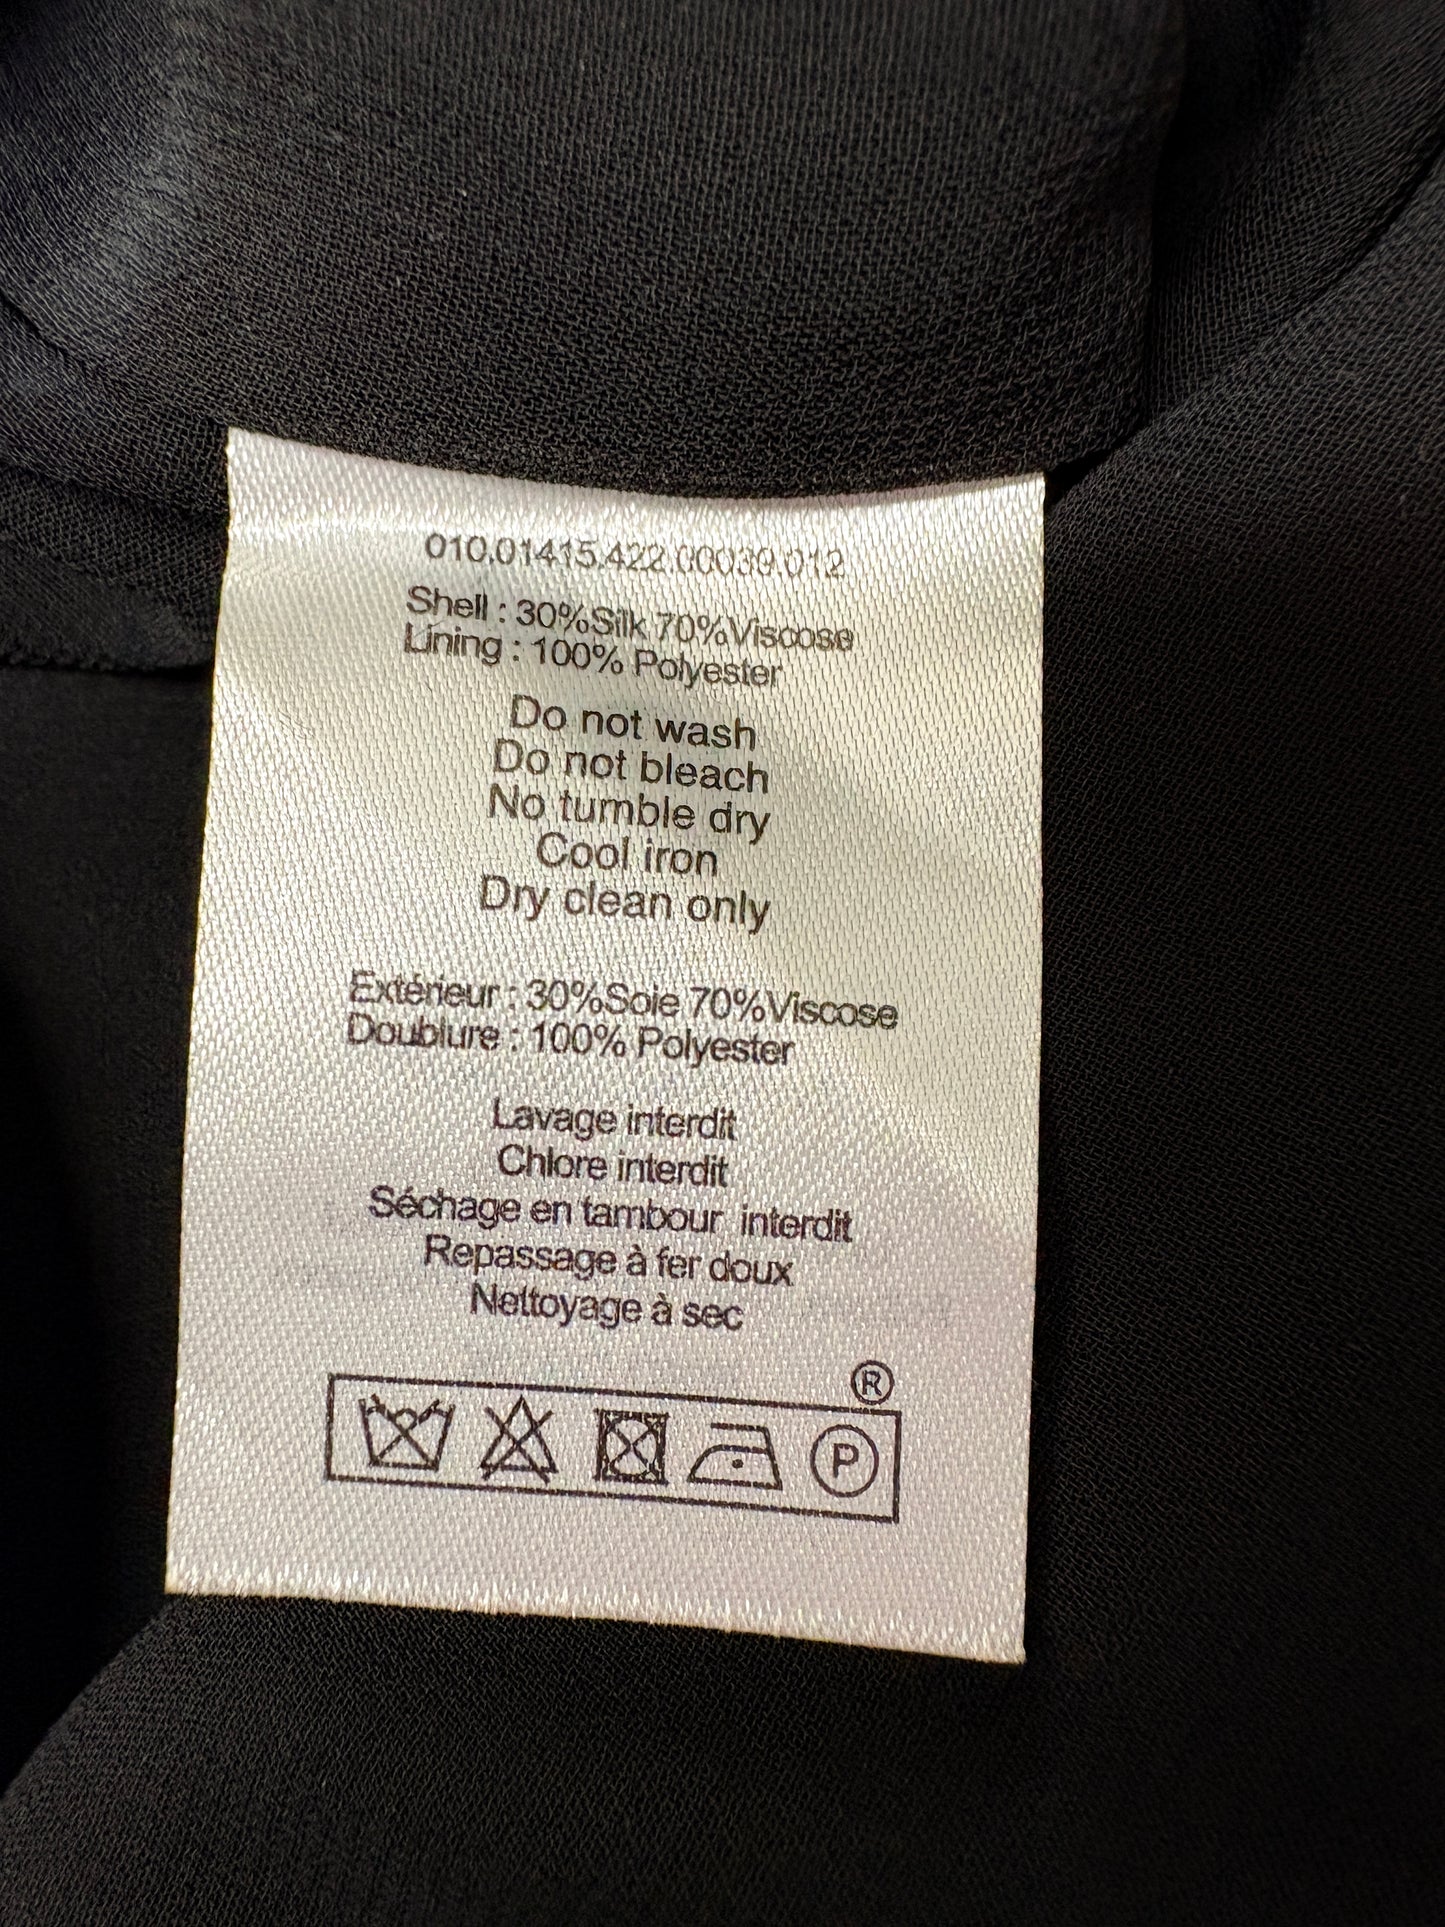 010.01415.422.00039.012
Shell : 30%Silk 70%Viscose
Lining : 100% Polyester
Do not wash
Do not bleach
No tumble dry
Cool iron
Dry clean only
Extérieur : 30%Soie 70%Viscose
Doublure : 100% Polyester
Lavage interdit
Chlore interdit
Séchage en tambour interdit
Repassage à fer doux
Nettoyage à sec
®
P